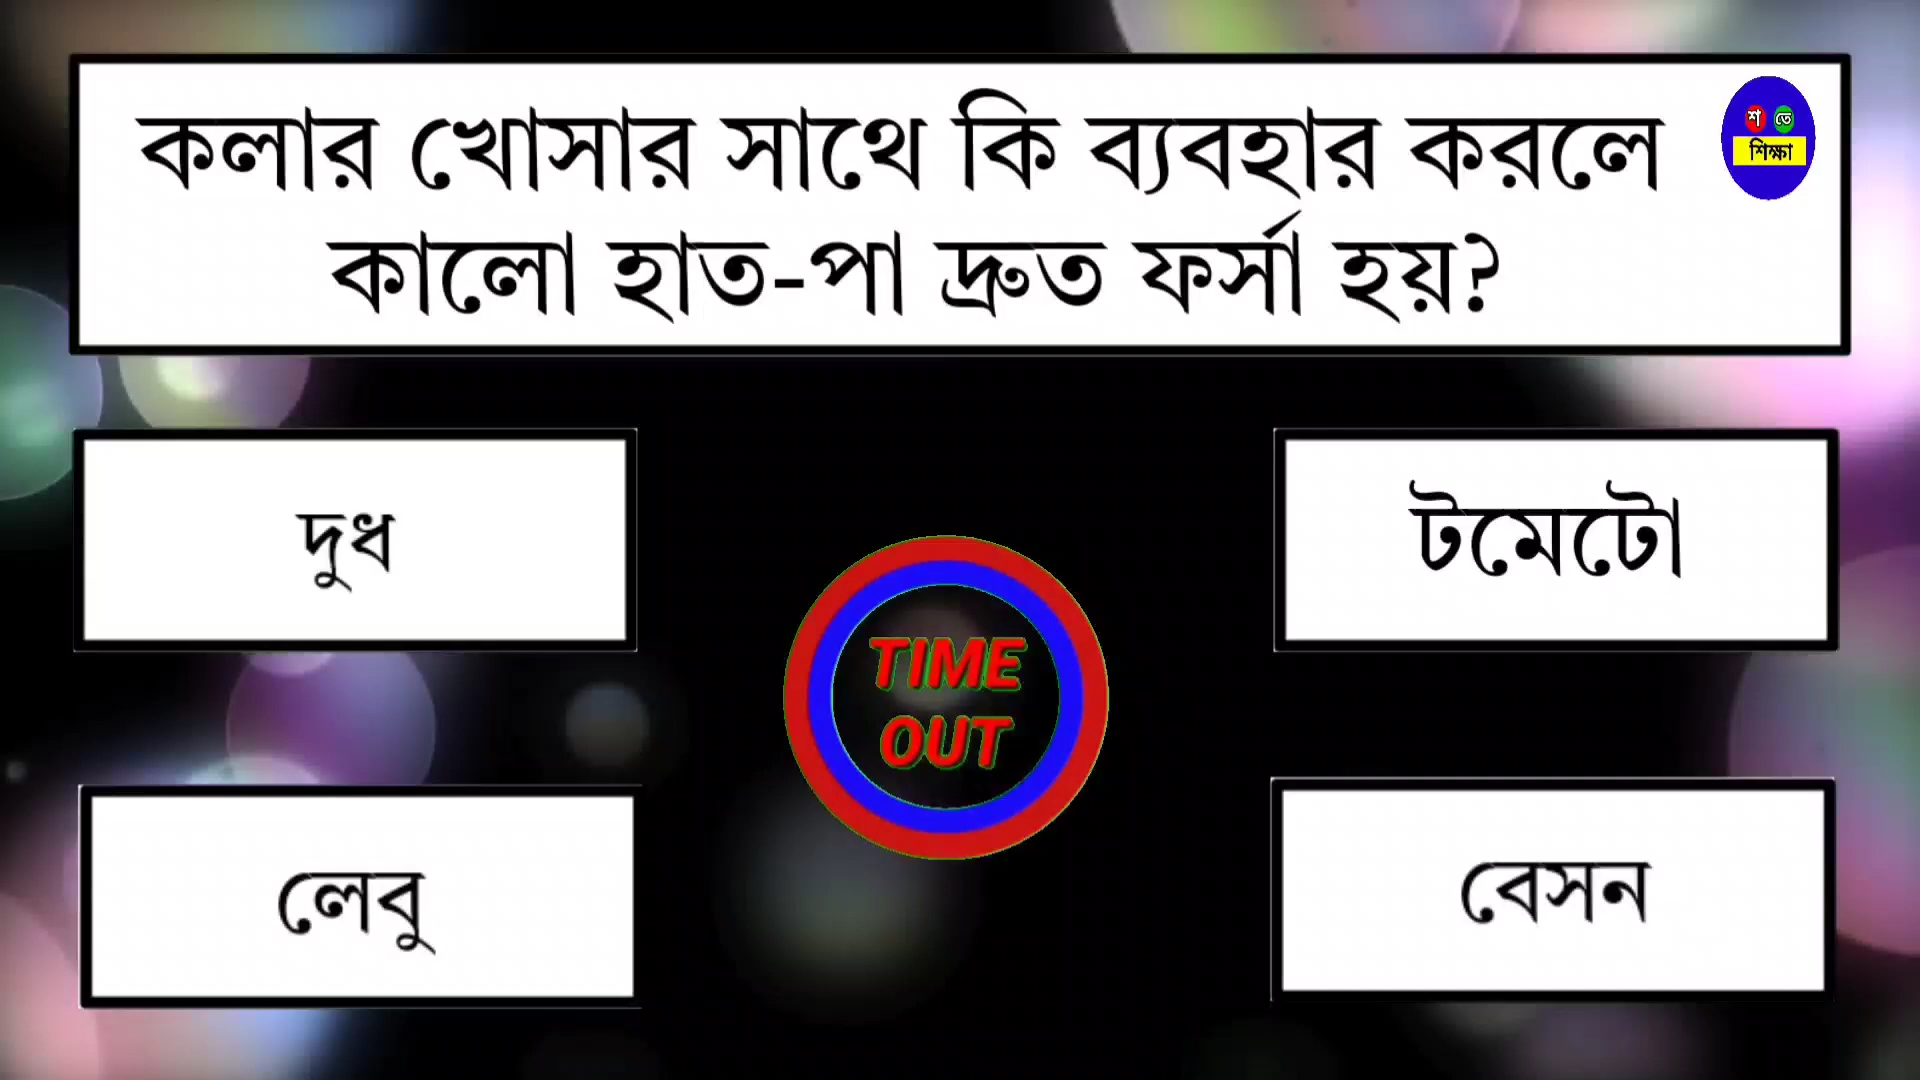 কলার খোসার সাথে কি ব্যবহার করলে
কালো হাত-পা দ্রুত ফর্সা হয়?
শ তে
শিক্ষা
দুধ
টমেটো
TIME
OUT
লেবু
বেসন